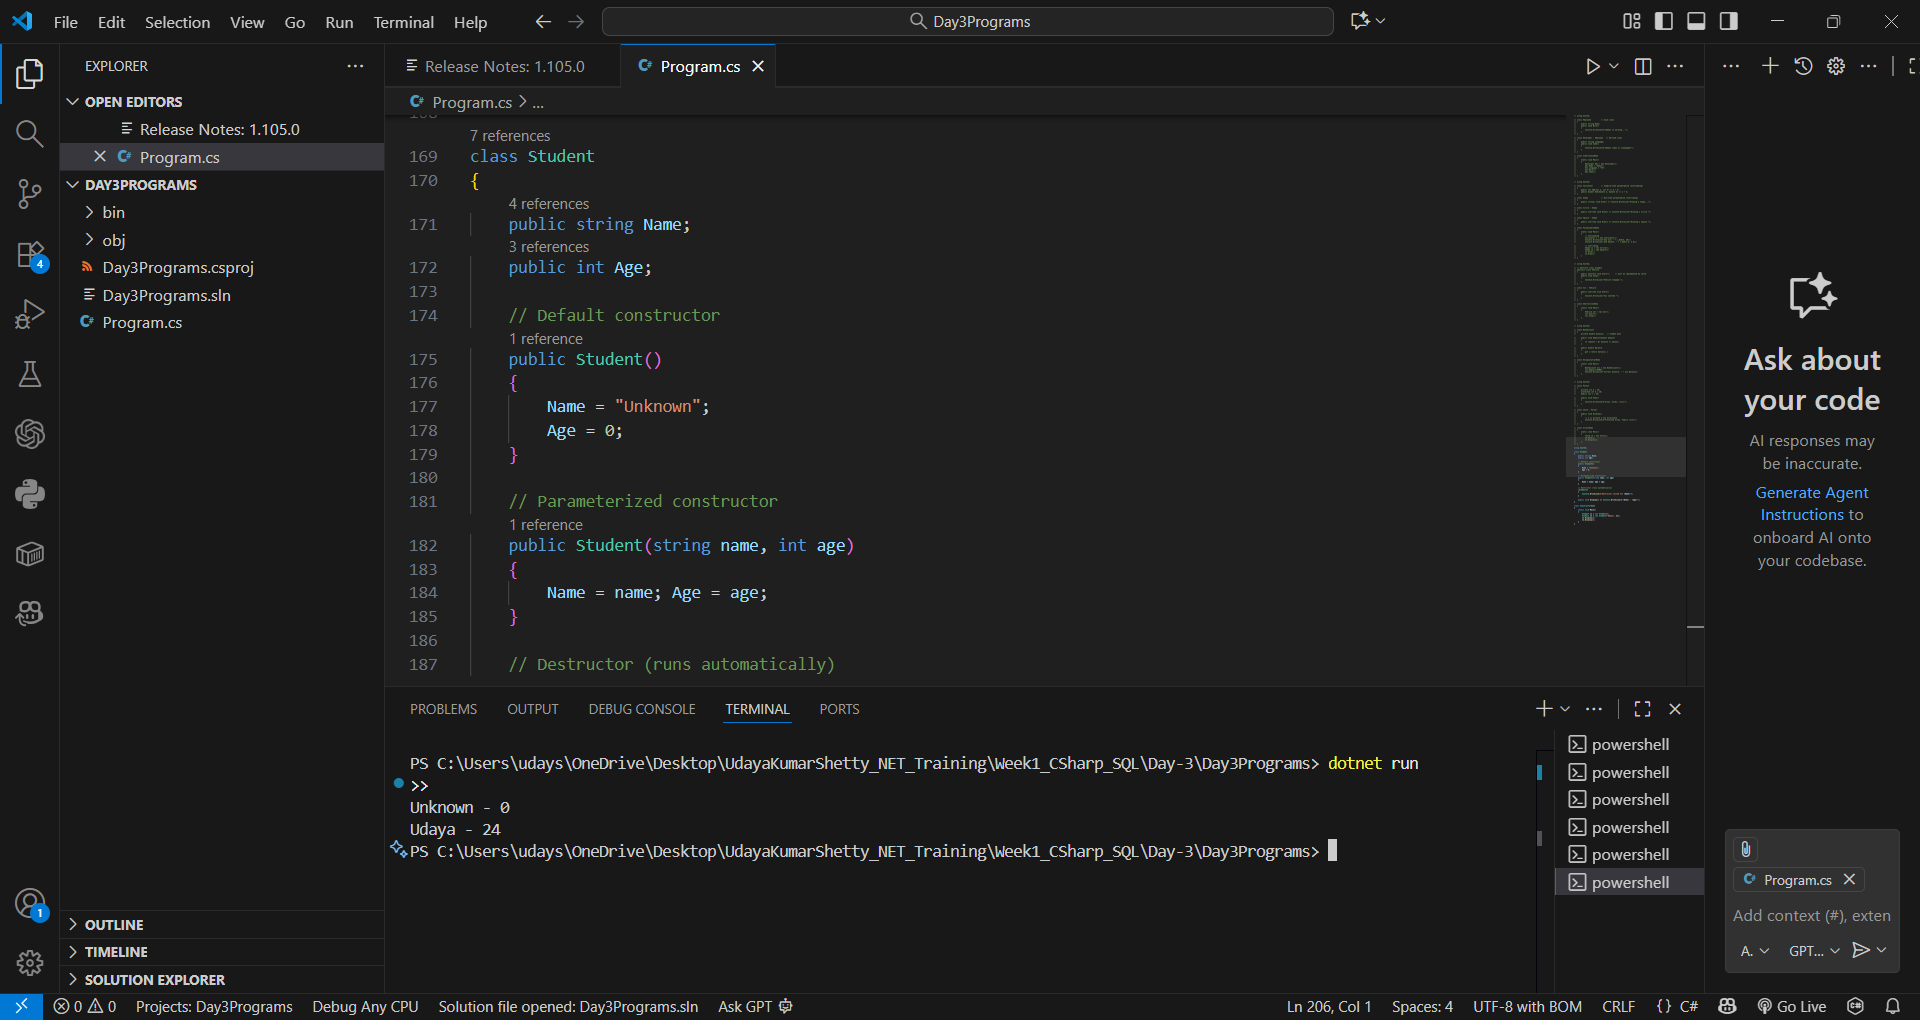 File Edit Selection View Go Run Terminal Help
Day3Programs
EXPLORER
OPEN EDITORS
Release Notes: 1.105.0
Program.cs
DAY3PROGRAMS
bin
obj
Day3Programs.csproj
Day3Programs.sln
Program.cs
OUTLINE
TIMELINE
SOLUTION EXPLORER
4
1
Release Notes: 1.105.0
Program.cs
Program.cs > ...
7 references
169 class Student
170 {
4 references
171 public string Name;
3 references
172 public int Age;
173
174 // Default constructor
1 reference
175 public Student()
176 {
177 Name = "Unknown";
178 Age = 0;
179 }
180
181 // Parameterized constructor
1 reference
182 public Student(string name, int age)
183 {
184 Name = name; Age = age;
185 }
186
187 // Destructor (runs automatically)
PROBLEMS OUTPUT DEBUG CONSOLE TERMINAL PORTS
PS C:\Users\udays\OneDrive\Desktop\UdayaKumarShetty_NET_Training\Week1_CSharp_SQL\Day-3\Day3Programs> dotnet run
>>
Unknown - 0
Udaya - 24
PS C:\Users\udays\OneDrive\Desktop\UdayaKumarShetty_NET_Training\Week1_CSharp_SQL\Day-3\Day3Programs>
powershell
powershell
powershell
powershell
powershell
powershell
Ask about
your code
AI responses may
be inaccurate.
Generate Agent
Instructions to
onboard AI onto
your codebase.
Program.cs
Add context (#), exten
A.
GPT...
0 0 Projects: Day3Programs Debug Any CPU Solution file opened: Day3Programs.sln Ask GPT Ln 206, Col 1 Spaces: 4 UTF-8 with BOM CRLF {} C# Go Live